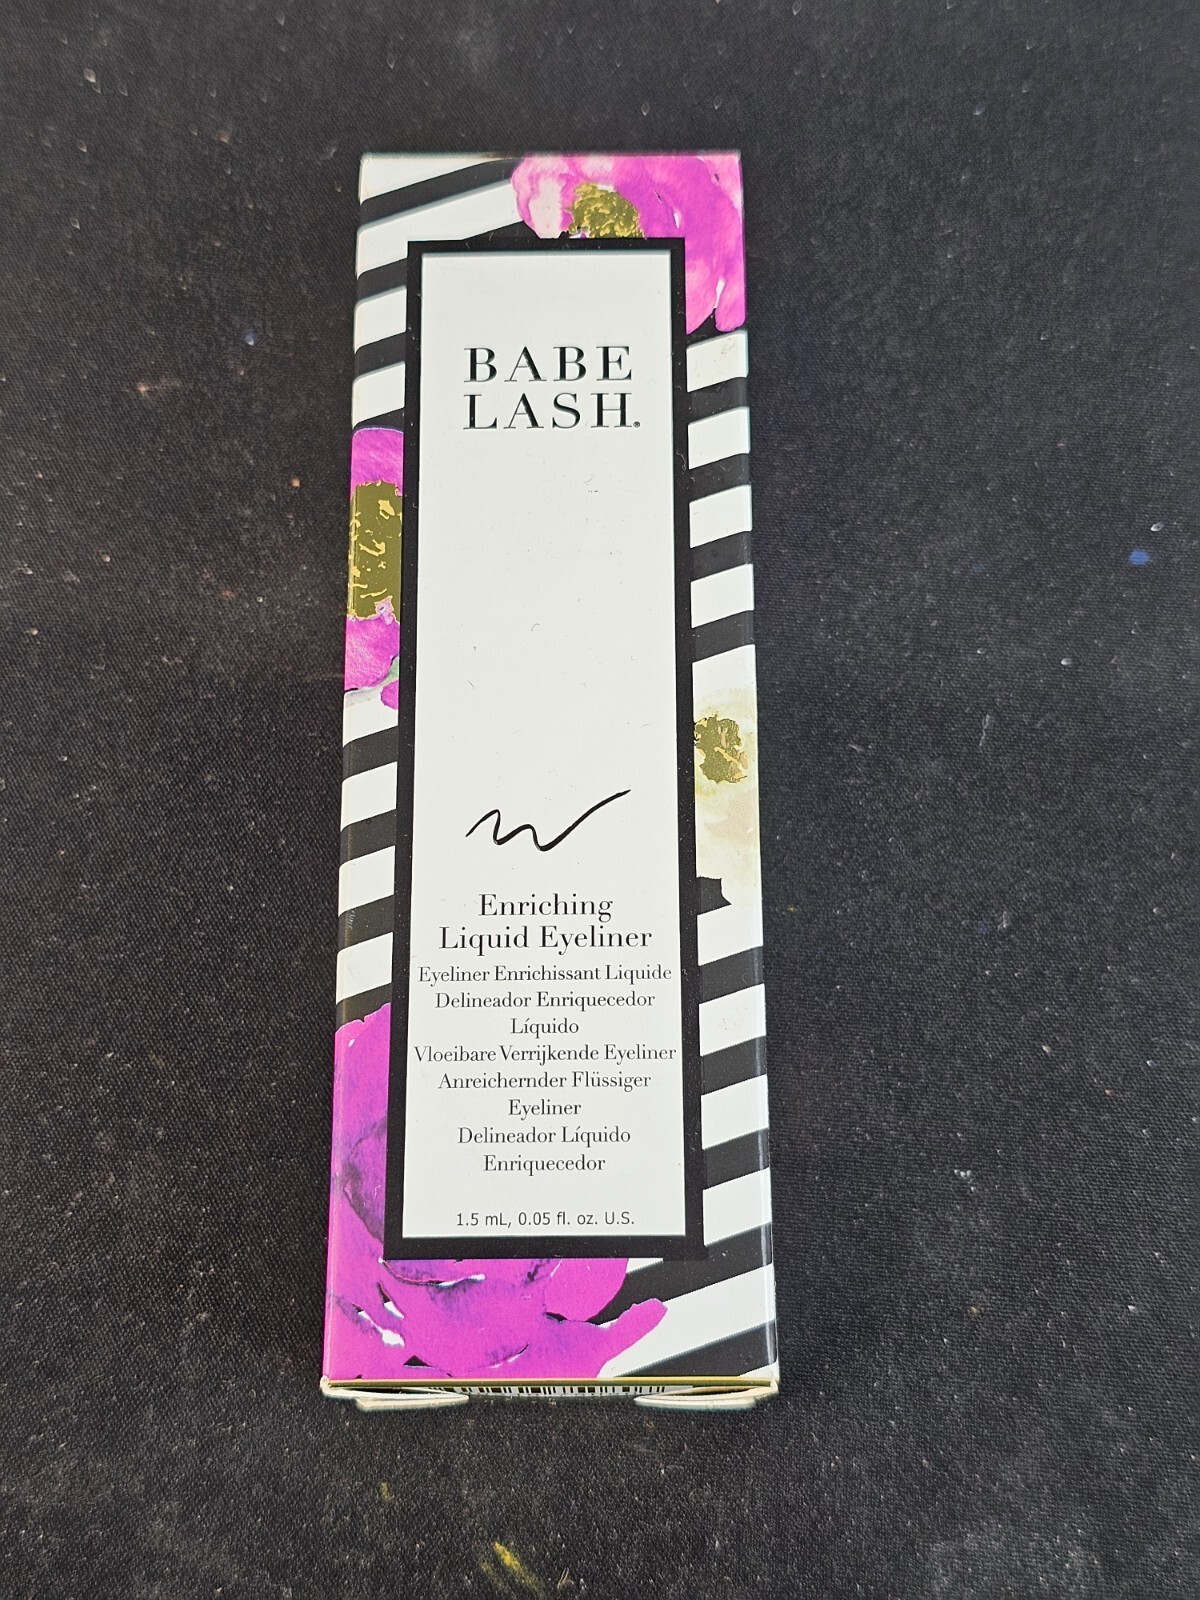 BABE
LASH®
Enriching
Liquid Eyeliner
Eyeliner Enrichissant Liquide
Delineador Enriquecedor
Líquido
Vloeibare Verrijkende Eyeliner
Anreichernder Flüssiger
Eyeliner
Delineador Líquido
Enriquecedor
1.5 mL, 0.05 fl. oz. U.S.